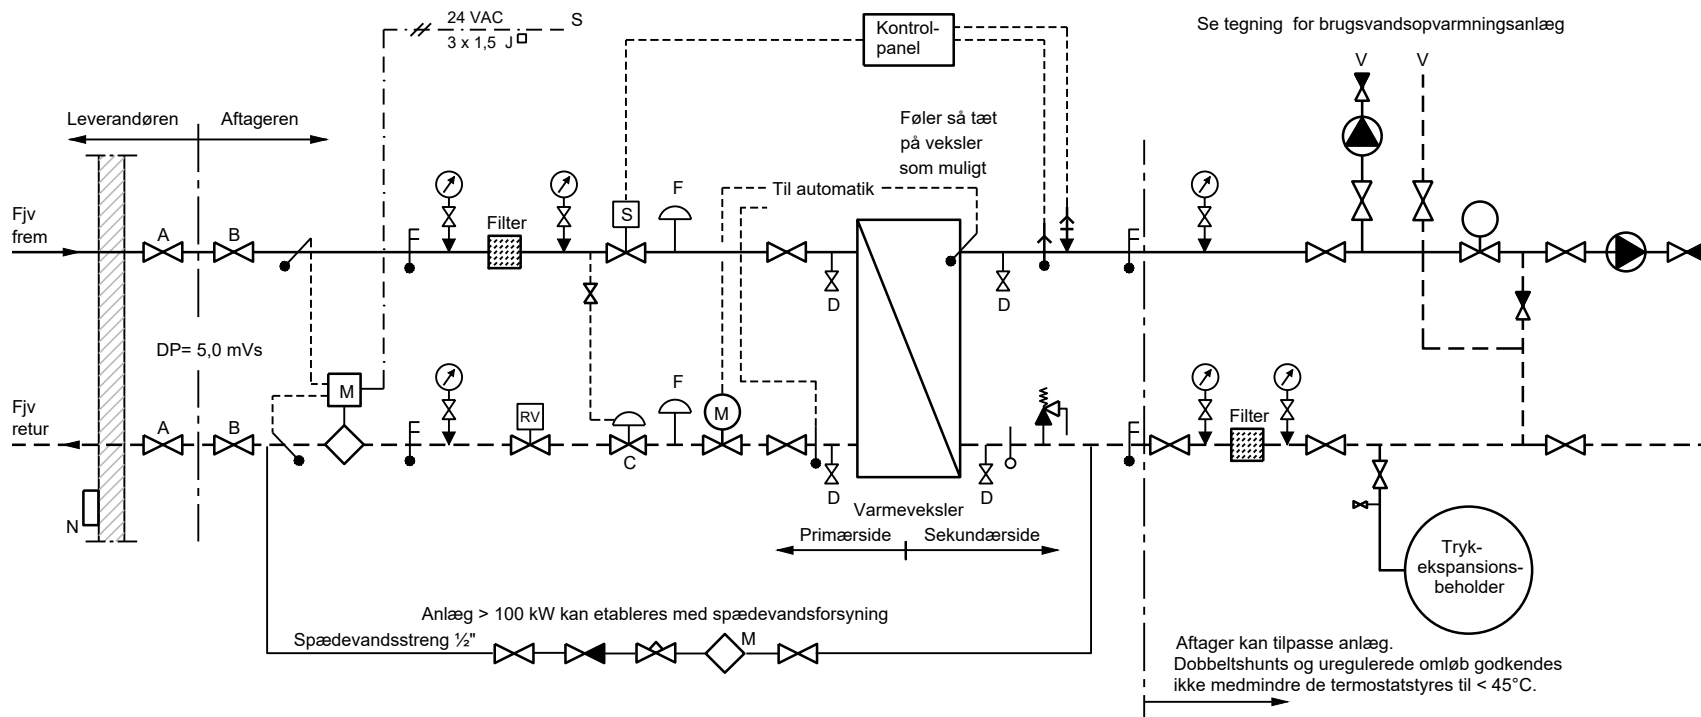 24 VAC
S
3 x 1,5 J
Kontrol-
panel
Se tegning for brugsvandsopvarmningsanlæg
V
V
Leverandøren
Aftageren
Føler så tæt
på veksler
som muligt
Til automatik
F
S
Filter
Fjv
frem
A
B
D
D
DP= 5,0 mVs
M
F
Fjv
retur
A
B
RV
M
C
Filter
D
D
N
Varmeveksler
Primærside
Sekundærside
Tryk-
ekspansions-
beholder
Anlæg > 100 kW kan etableres med spædevandsforsyning
Spædevandsstreng ½"
M
Aftager kan tilpasse anlæg.
Dobbeltshunts og uregulerede omløb godkendes
ikke medmindre de termostatstyres til < 45°C.